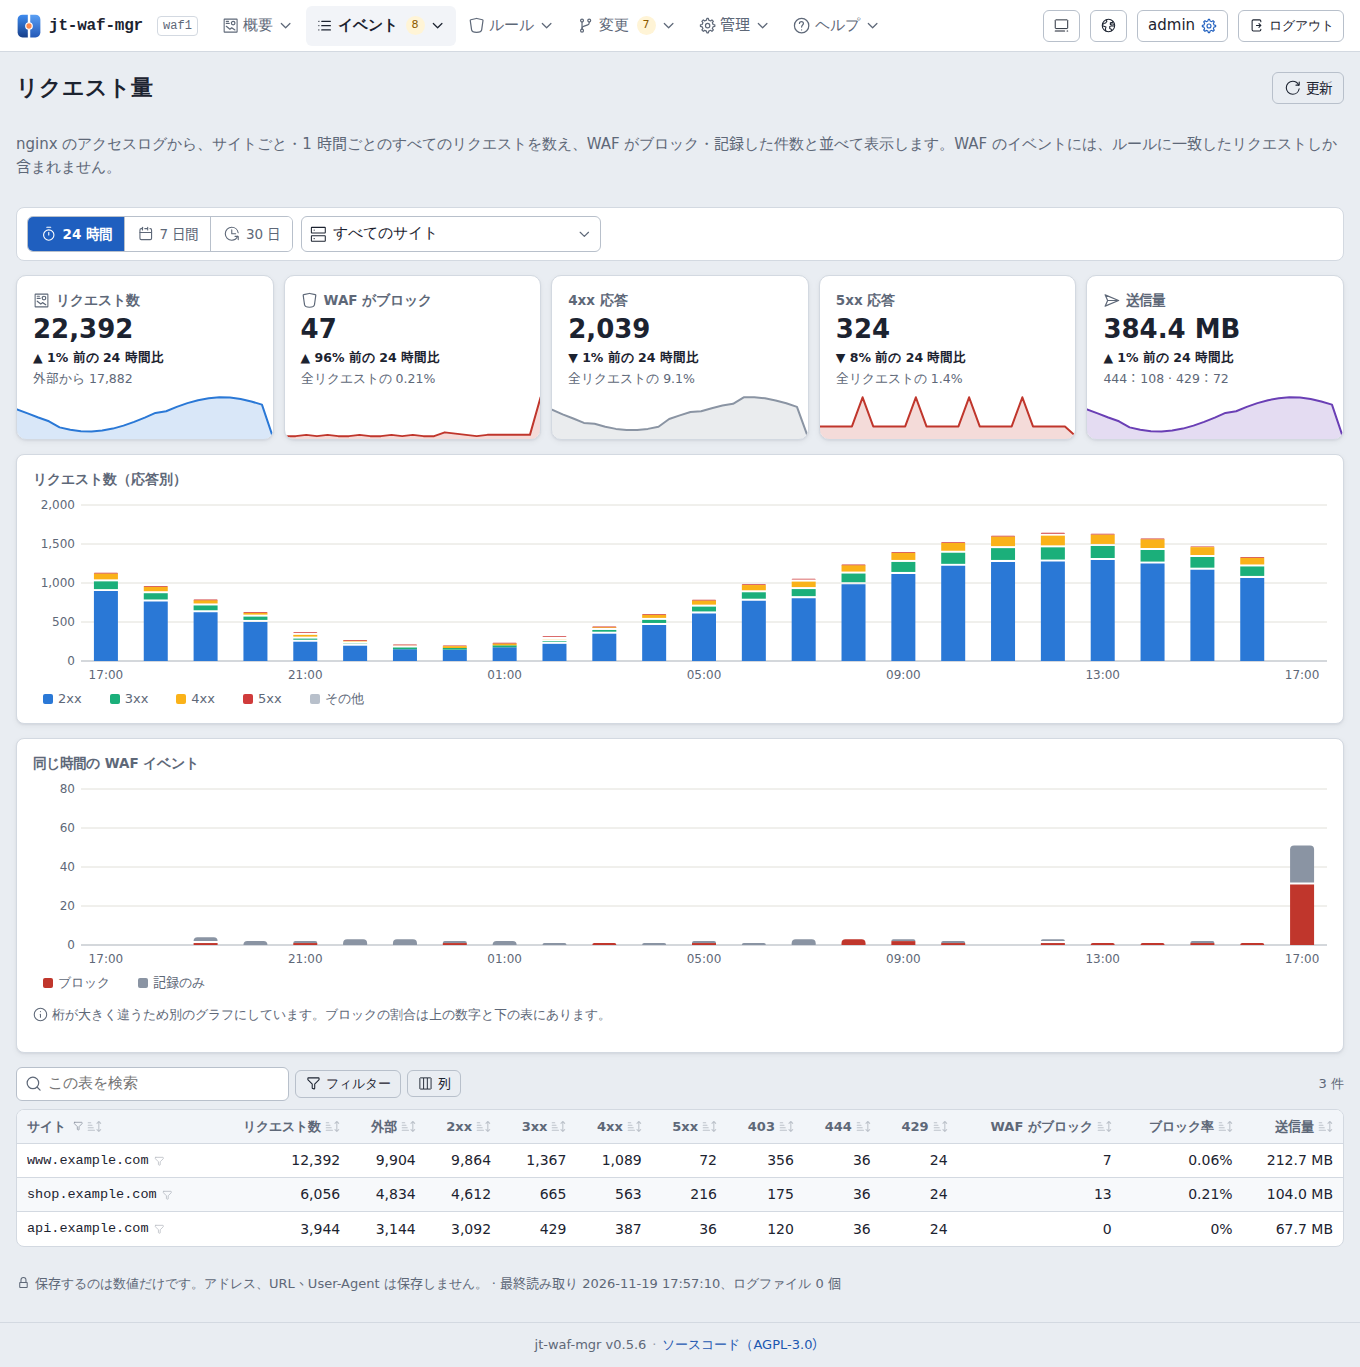 jt-waf-mgr waf1 概要 イベント 8 ルール 変更 7 管理 ヘルプ admin ログアウト
リクエスト量 更新
nginx のアクセスログから、サイトごと・1 時間ごとのすべてのリクエストを数え、WAF がブロック・記録した件数と並べて表示します。WAF のイベントには、ルールに一致したリクエストしか
含まれません。
24 時間 7 日間 30 日 すべてのサイト
リクエスト数 WAF がブロック 4xx 応答 5xx 応答 送信量
22,392 47 2,039 324 384.4 MB
▲ 1% 前の 24 時間比 ▲ 96% 前の 24 時間比 ▼ 1% 前の 24 時間比 ▼ 8% 前の 24 時間比 ▲ 1% 前の 24 時間比
外部から 17,882 全リクエストの 0.21% 全リクエストの 9.1% 全リクエストの 1.4% 444：108 · 429：72
リクエスト数（応答別）
2,000
1,500
1,000
500
0
17:00 21:00 01:00 05:00 09:00 13:00 17:00
2xx 3xx 4xx 5xx その他
同じ時間の WAF イベント
80
60
40
20
0
17:00 21:00 01:00 05:00 09:00 13:00 17:00
ブロック 記録のみ
桁が大きく違うため別のグラフにしています。ブロックの割合は上の数字と下の表にあります。
この表を検索 フィルター 列 3 件
サイト リクエスト数 外部 2xx 3xx 4xx 5xx 403 444 429 WAF がブロック ブロック率 送信量
www.example.com 12,392 9,904 9,864 1,367 1,089 72 356 36 24 7 0.06% 212.7 MB
shop.example.com 6,056 4,834 4,612 665 563 216 175 36 24 13 0.21% 104.0 MB
api.example.com 3,944 3,144 3,092 429 387 36 120 36 24 0 0% 67.7 MB
保存するのは数値だけです。アドレス、URL、User-Agent は保存しません。 · 最終読み取り 2026-11-19 17:57:10、ログファイル 0 個
jt-waf-mgr v0.5.6 · ソースコード（AGPL-3.0）